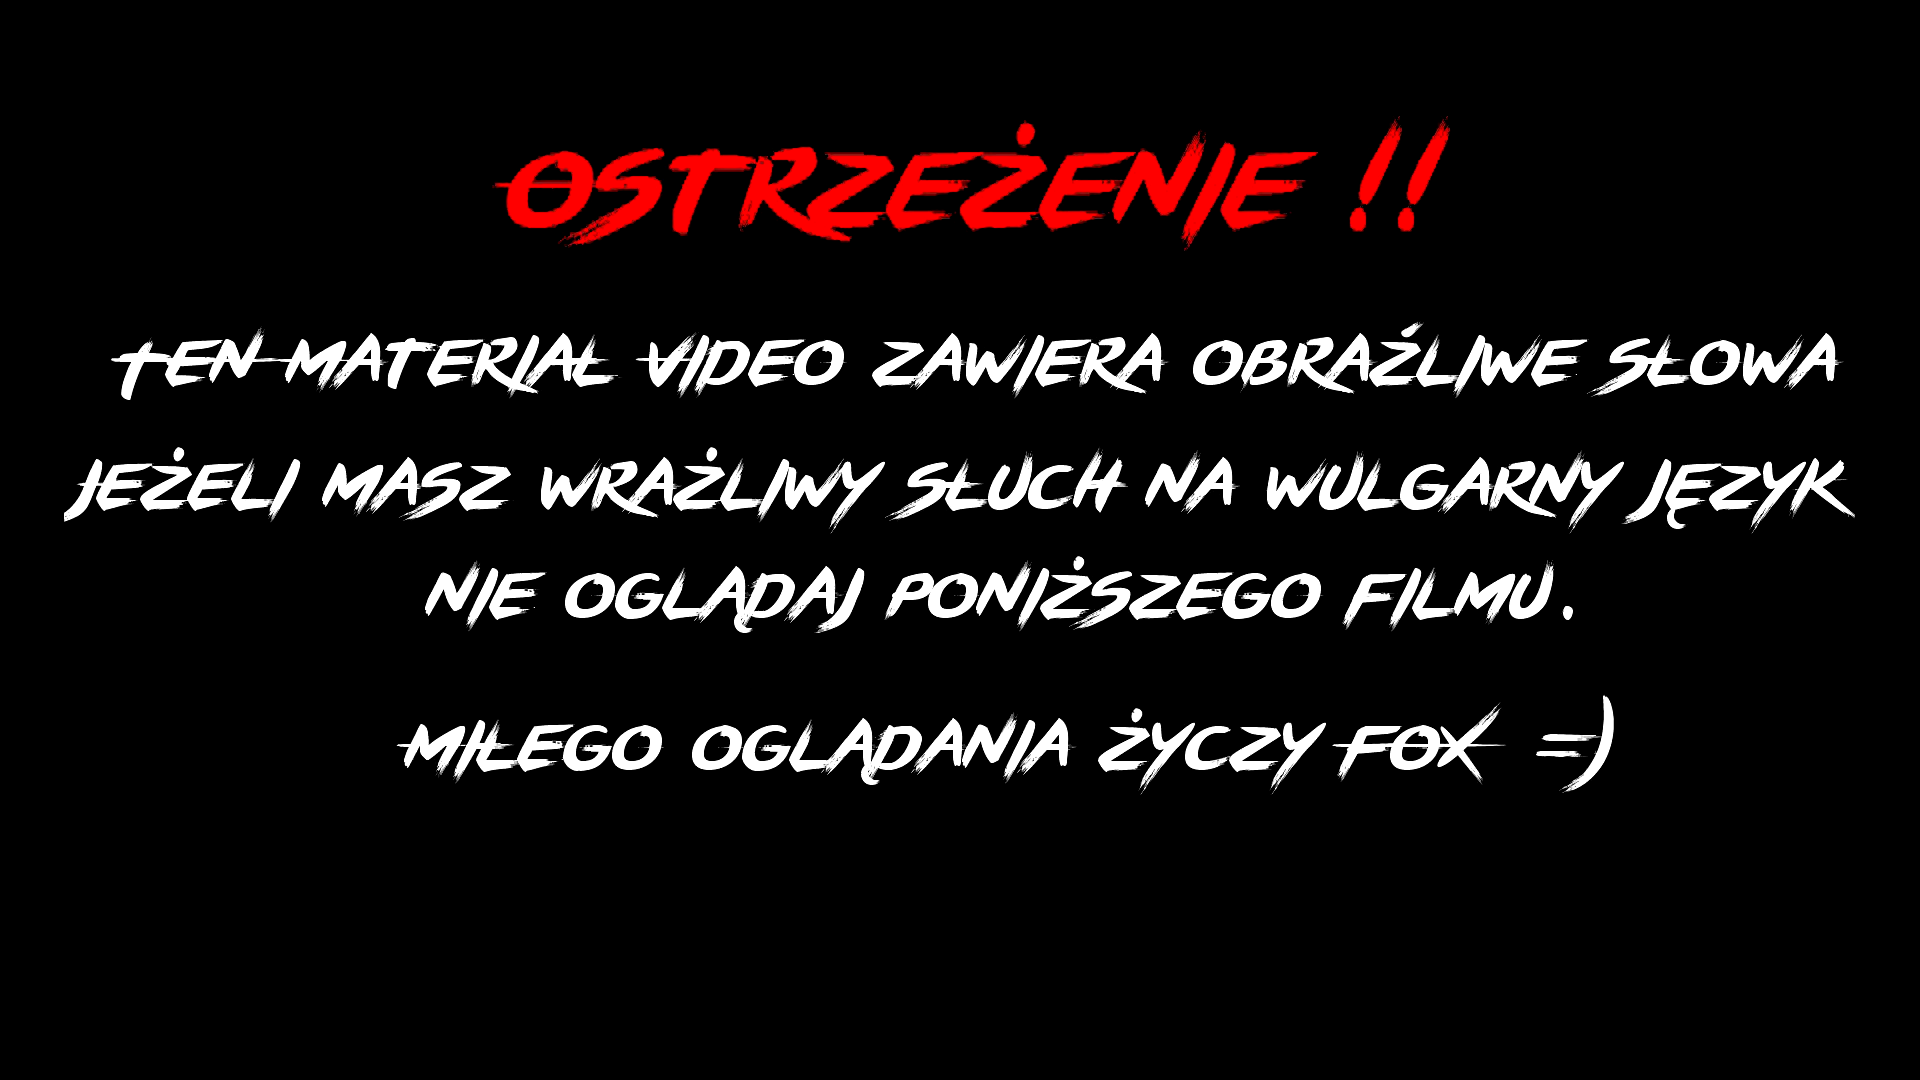 OSTRZEŻENIE !!
TEN MATERIAŁ VIDEO ZAWIERA OBRAŹLIWE SŁOWA
JEŻELI MASZ WRAŻLIWY SŁUCH NA WULGARNY JĘZYK
NIE OGLĄDAJ PONIŻSZEGO FILMU.
MIŁEGO OGLĄDANIA ŻYCZY FOX =)